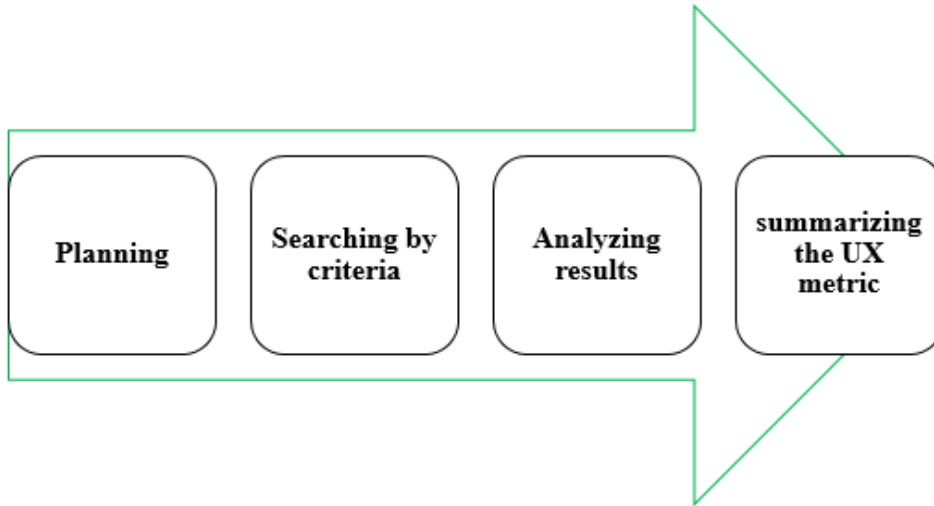 Planning
Searching by
criteria
Analyzing
results
summarizing
the UX
metric